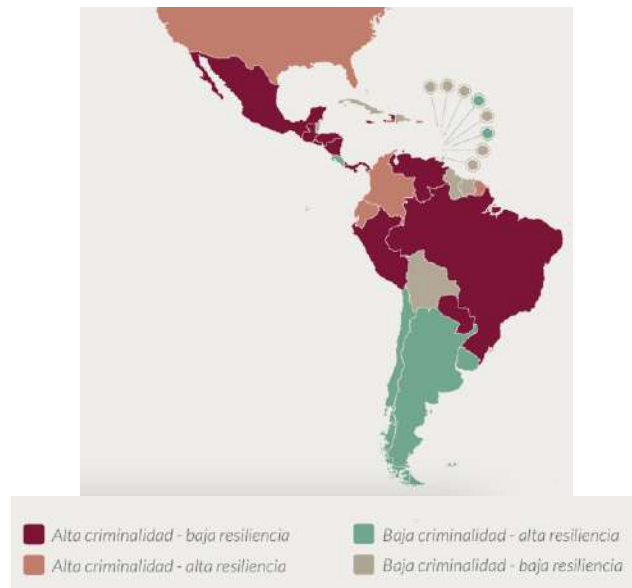 Alta criminalidad - baja resiliencia
Alta criminalidad - alta resiliencia
Baja criminalidad - alta resiliencia
Baja criminalidad - baja resiliencia